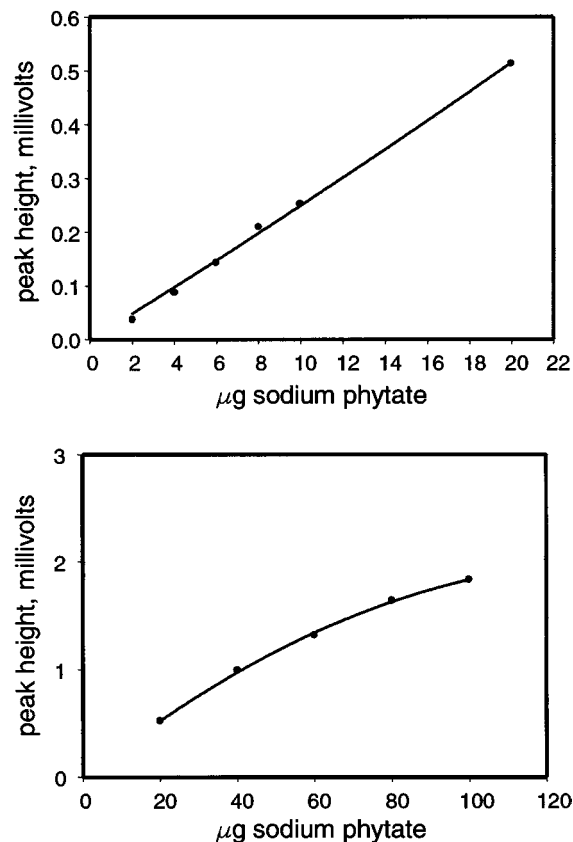 0.6
0.5
0.4
0.3
0.2
0.1
0.0
peak height, millivolts
0 2 4 6 8 10 12 14 16 18 20 22
μg sodium phytate
3
2
1
0
peak height, millivolts
0 20 40 60 80 100 120
μg sodium phytate